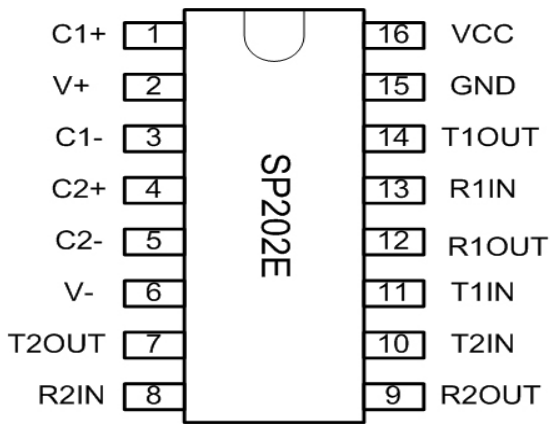 C1+ 1 16 VCC
V+ 2 15 GND
C1- 3 14 T1OUT
C2+ 4 13 R1IN
C2- 5 12 R1OUT
V- 6 11 T1IN
T2OUT 7 10 T2IN
R2IN 8 9 R2OUT
SP202E